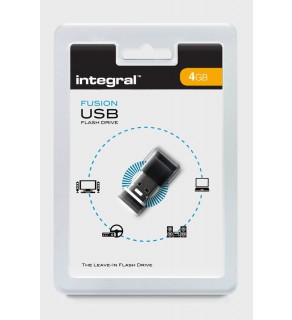 integral
4GB
FUSION
USB
FLASH DRIVE
THE LEAVE-IN FLASH DRIVE